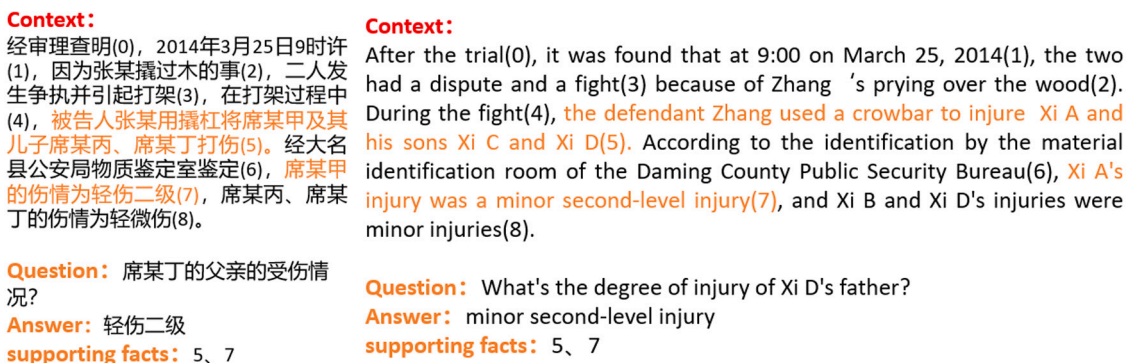 Context：
经审理查明(0)，2014年3月25日9时许
(1)，因为张某撬过木的事(2)，二人发
生争执并引起打架(3)，在打架过程中
(4)，被告人张某用撬杠将席某甲及其
儿子席某丙、席某丁打伤(5)。经大名
县公安局物质鉴定室鉴定(6)，席某甲
的伤情为轻伤二级(7)，席某丙、席某
丁的伤情为轻微伤(8)。
Question：席某丁的父亲的受伤情
况？
Answer：轻伤二级
supporting facts：5、7
Context：
After the trial(0), it was found that at 9:00 on March 25, 2014(1), the two
had a dispute and a fight(3) because of Zhang ‘s prying over the wood(2).
During the fight(4), the defendant Zhang used a crowbar to injure Xi A and
his sons Xi C and Xi D(5). According to the identification by the material
identification room of the Daming County Public Security Bureau(6), Xi A's
injury was a minor second-level injury(7), and Xi B and Xi D's injuries were
minor injuries(8).
Question：What's the degree of injury of Xi D's father?
Answer：minor second-level injury
supporting facts：5、7